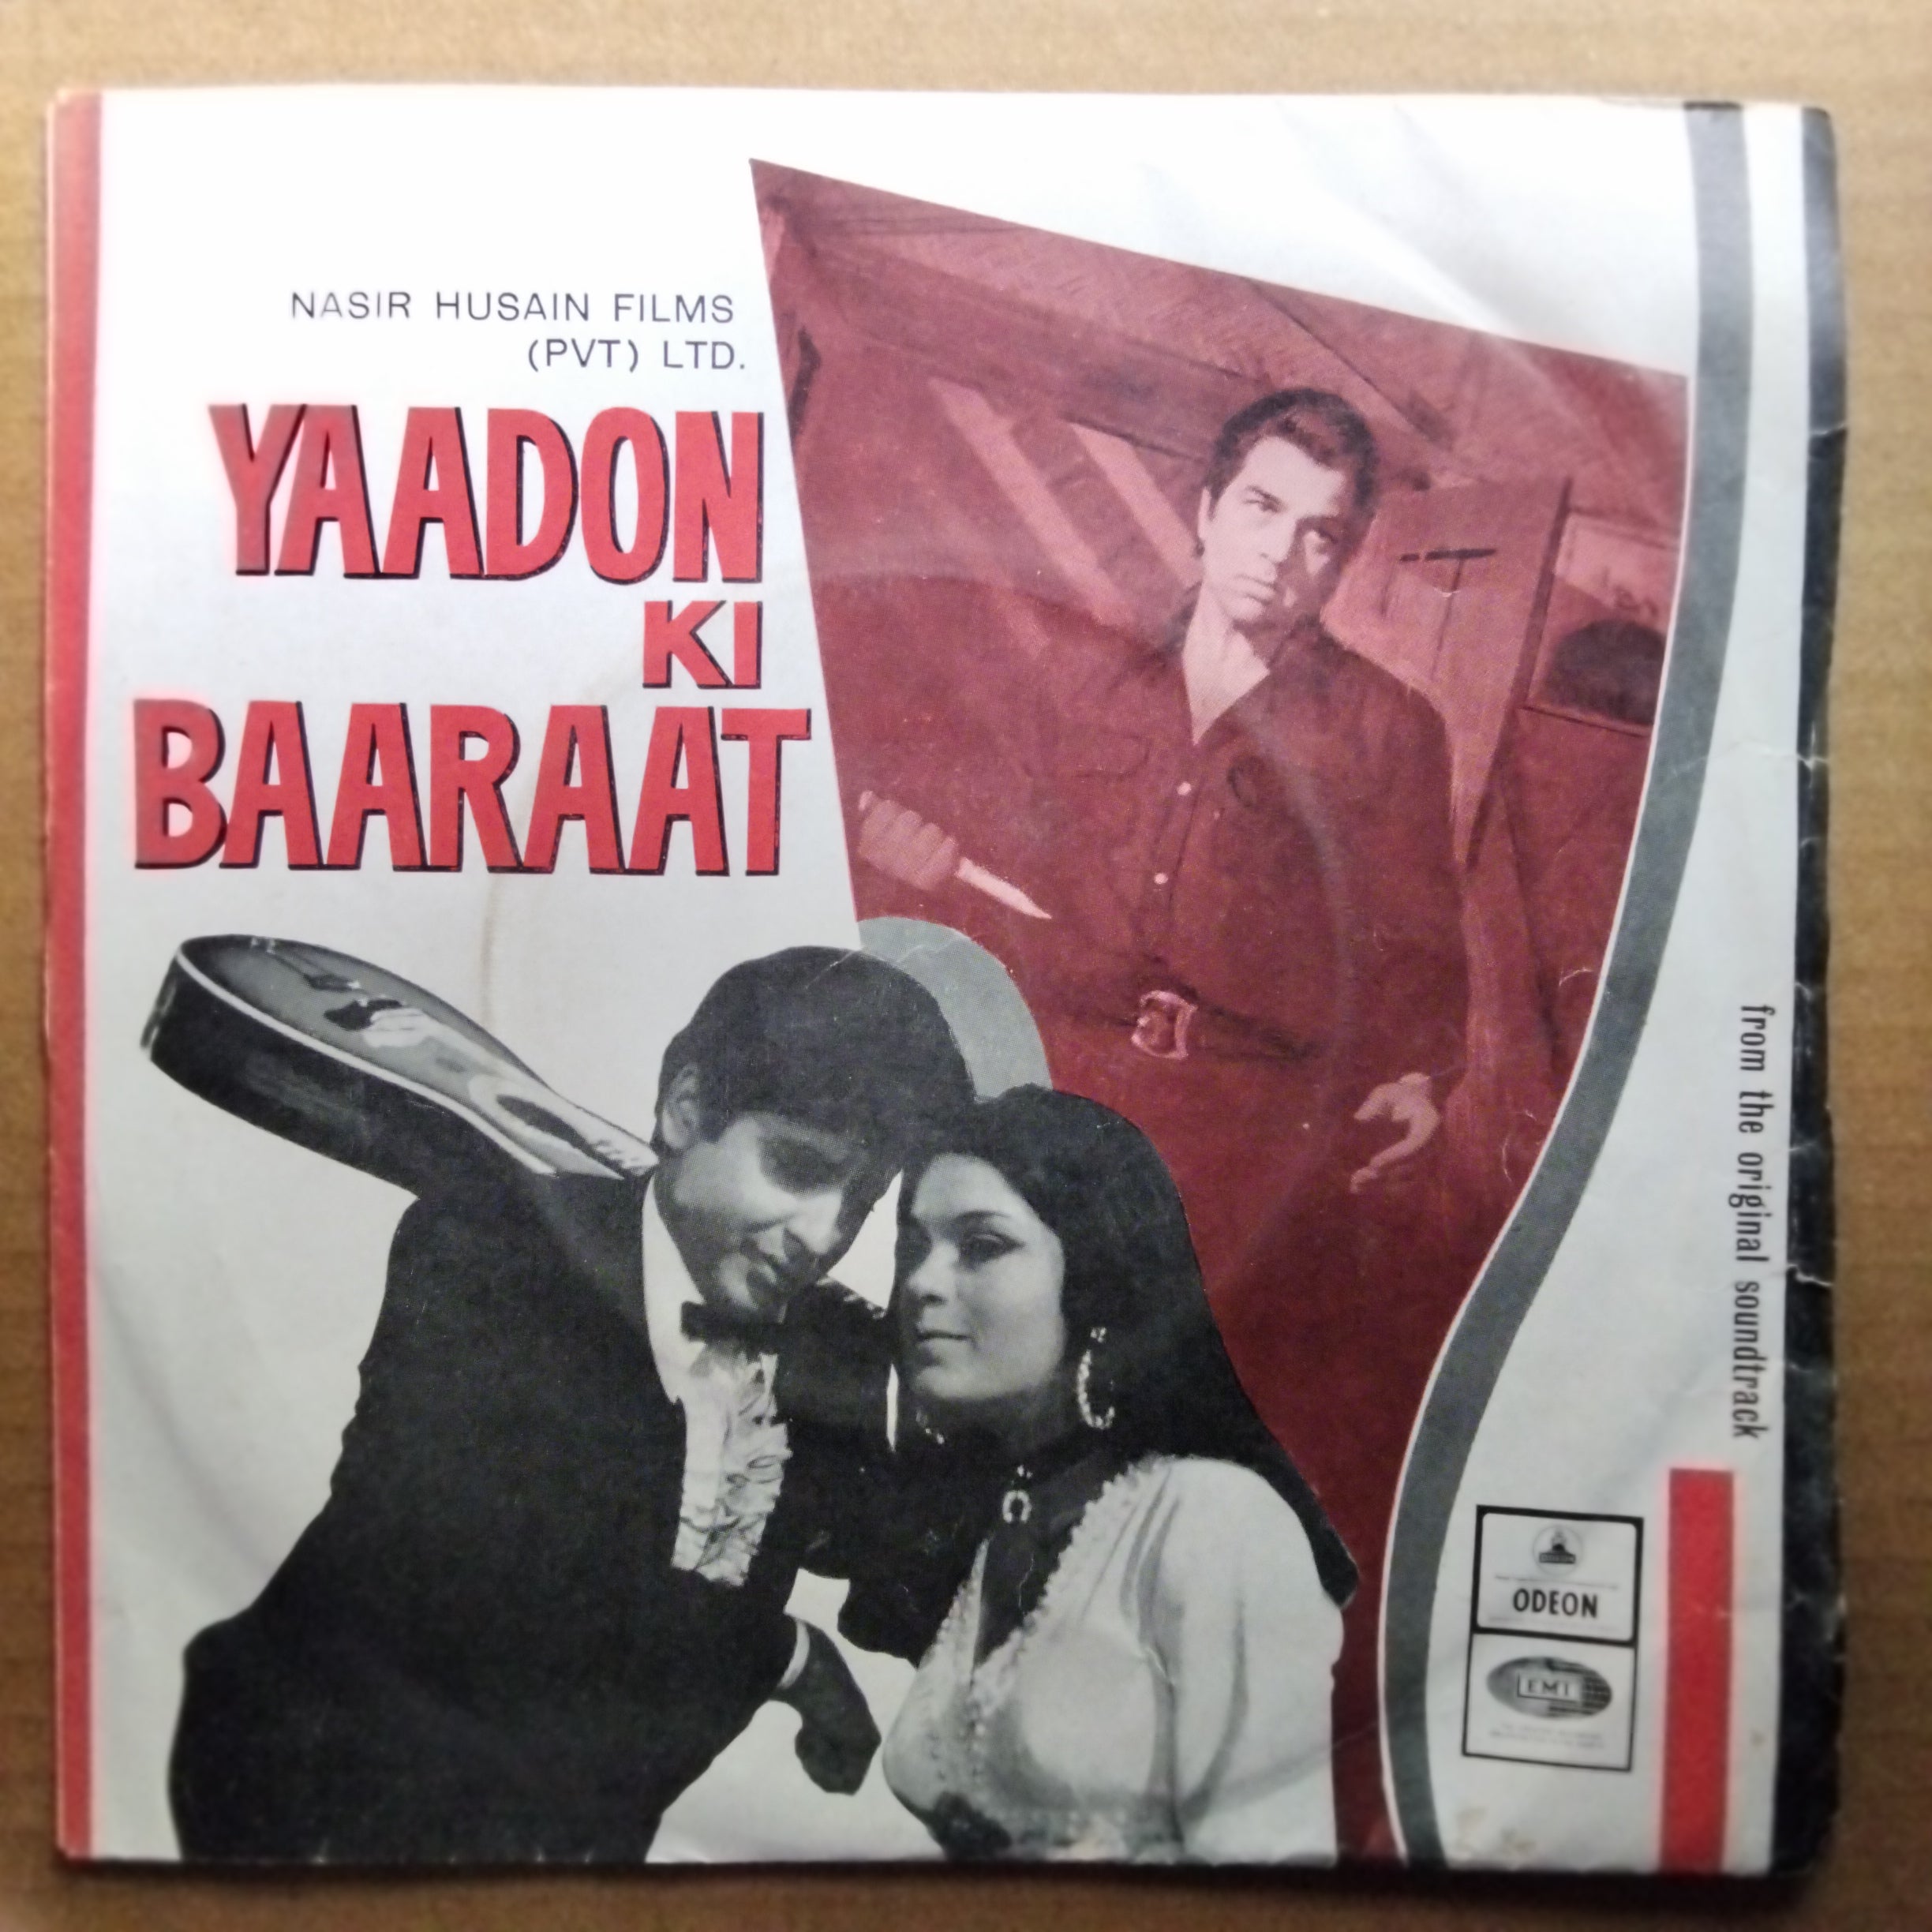 NASIR HUSAIN FILMS
(PVT) LTD.
YAADON
KI
BAARAAT
from the original soundtrack
ODEON
EMI